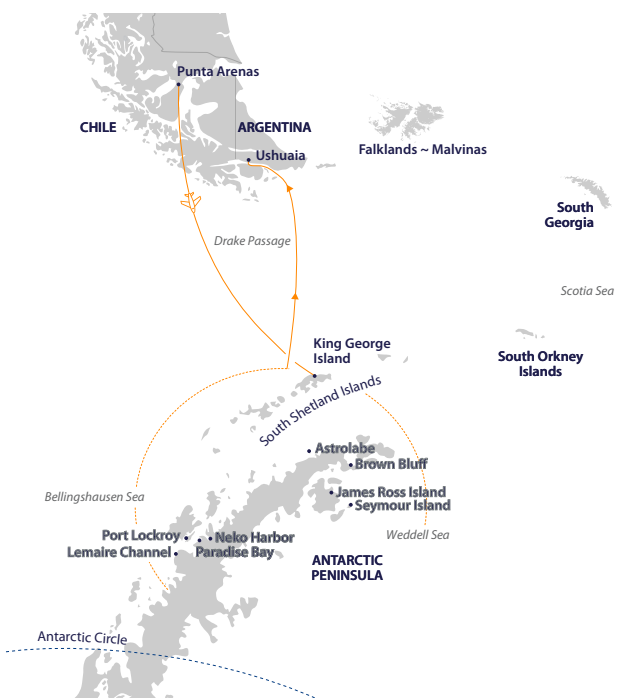 Punta Arenas
CHILE
ARGENTINA
Ushuaia
Falklands ~ Malvinas
South
Georgia
Drake Passage
Scotia Sea
King George
Island
South Orkney
Islands
South Shetland Islands
Astrolabe
Brown Bluff
James Ross Island
Seymour Island
Bellingshausen Sea
Weddell Sea
Port Lockroy
Neko Harbor
Lemaire Channel
Paradise Bay
ANTARCTIC
PENINSULA
Antarctic Circle